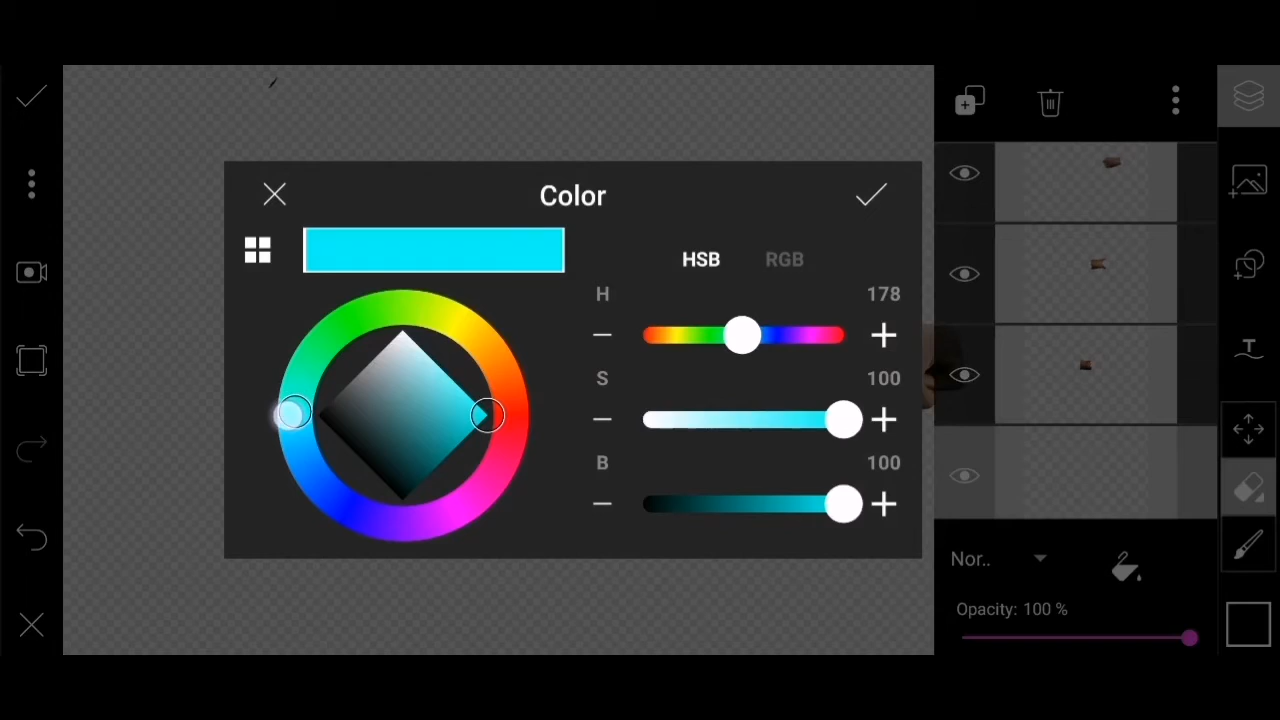 Color
HSB RGB
H 178
S 100
B 100
Nor..
Opacity: 100 %
T